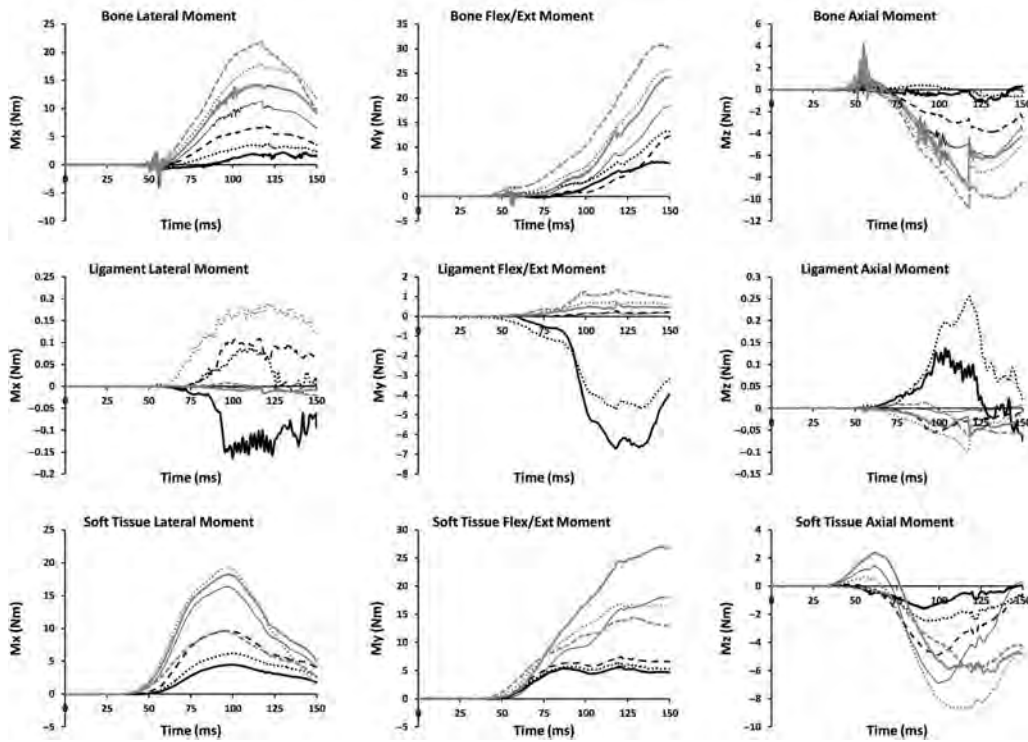 Bone Lateral Moment
25
20
15
10
5
0
−5
−10
0 25 50 75 100 125 150
Mx (Nm)
Time (ms)
Bone Flex/Ext Moment
35
30
25
20
15
10
5
0
−5
0 25 50 75 100 125 150
My (Nm)
Time (ms)
Bone Axial Moment
6
4
2
0
−2
−4
−6
−8
−10
−12
0 25 50 75 100 125 150
Mz (Nm)
Time (ms)
Ligament Lateral Moment
0.25
0.2
0.15
0.1
0.05
0
−0.05
−0.1
−0.15
−0.2
0 25 50 75 100 125 150
Mx (Nm)
Time (ms)
Ligament Flex/Ext Moment
2
1
0
−1
−2
−3
−4
−5
−6
−7
−8
0 25 50 75 100 125 150
My (Nm)
Time (ms)
Ligament Axial Moment
0.3
0.25
0.2
0.15
0.1
0.05
0
−0.05
−0.1
0.15
0 25 50 75 100 125 150
Mz (Nm)
Time (ms)
Soft Tissue Lateral Moment
25
20
15
10
5
0
−5
0 25 50 75 100 125 150
Mx (Nm)
Time (ms)
Soft Tissue Flex/Ext Moment
30
25
20
15
10
5
0
−5
0 25 50 75 100 125 150
My (Nm)
Time (ms)
Soft Tissue Axial Moment
4
2
0
−2
−4
−6
−8
−10
0 25 50 75 100 125 150
Mz (Nm)
Time (ms)